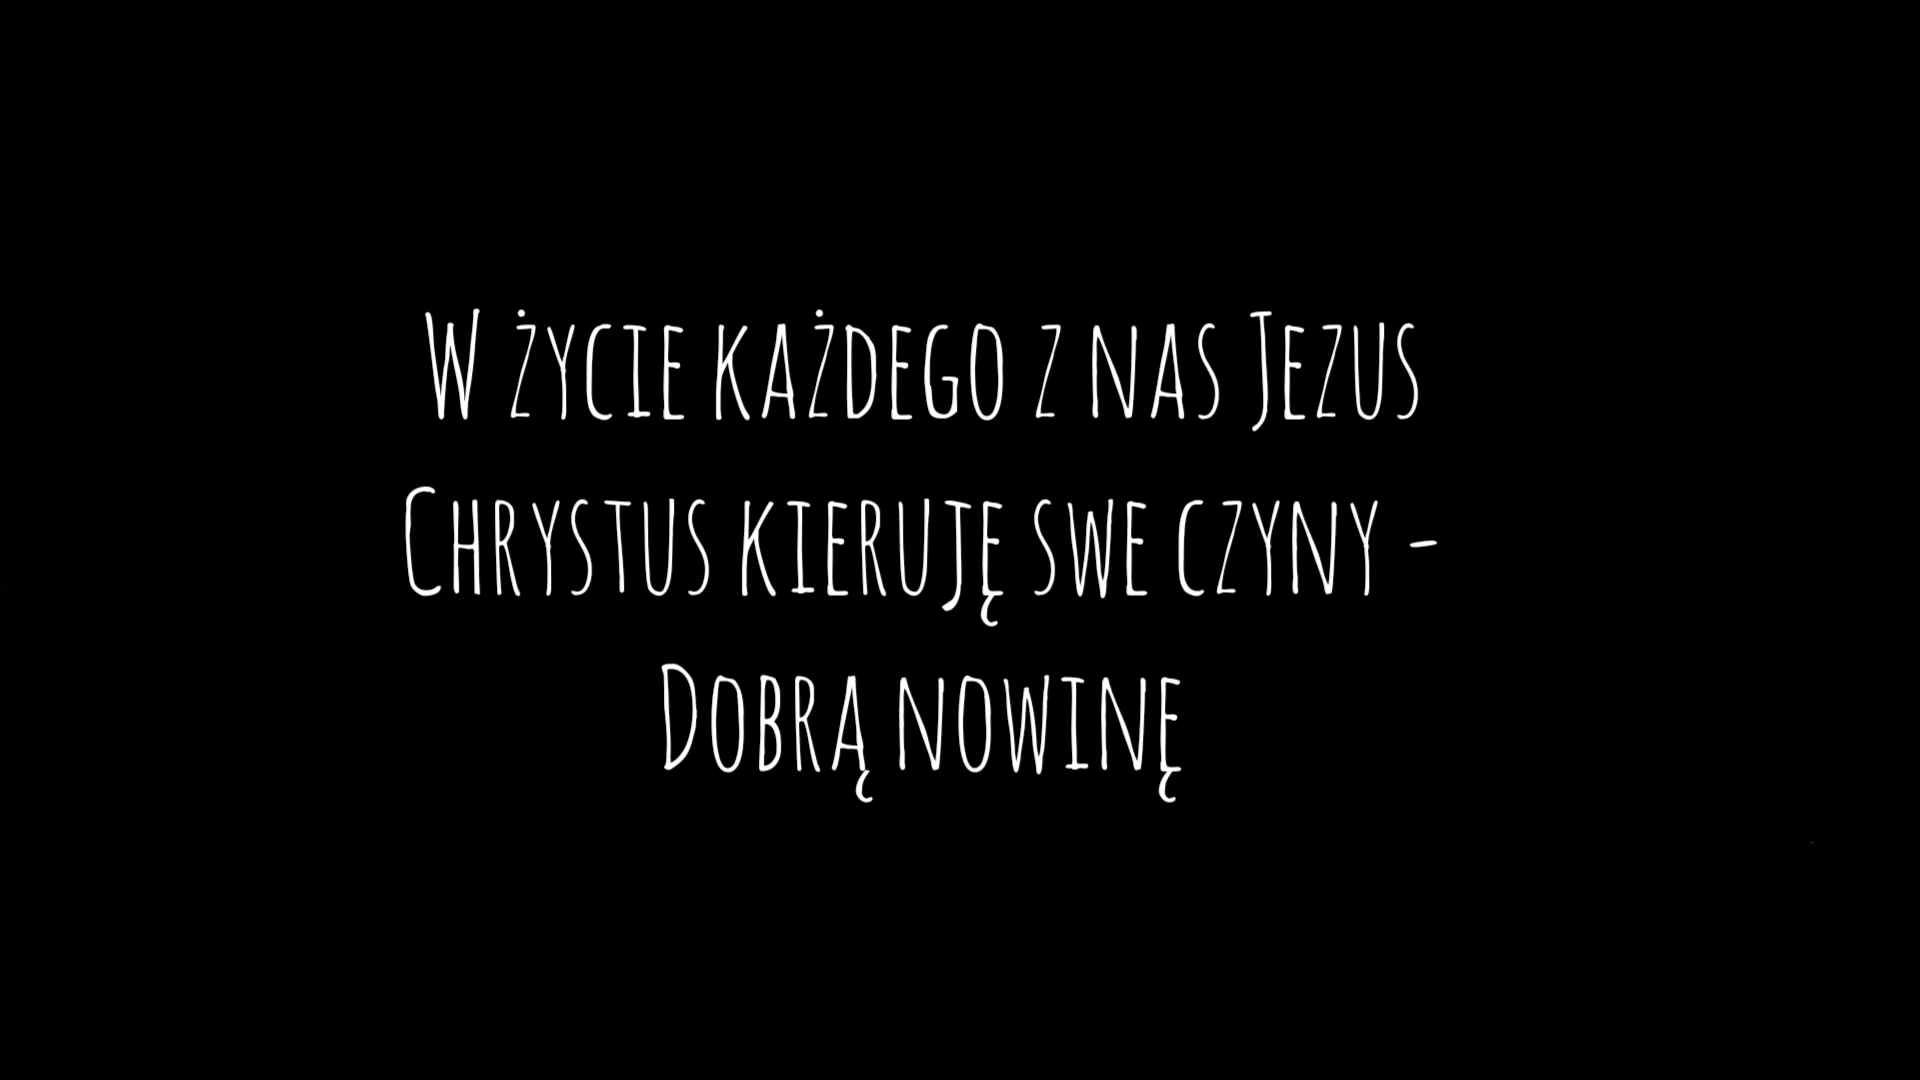 W życie każdego z nas Jezus
Chrystus kieruję swe czyny -
Dobrą nowinę